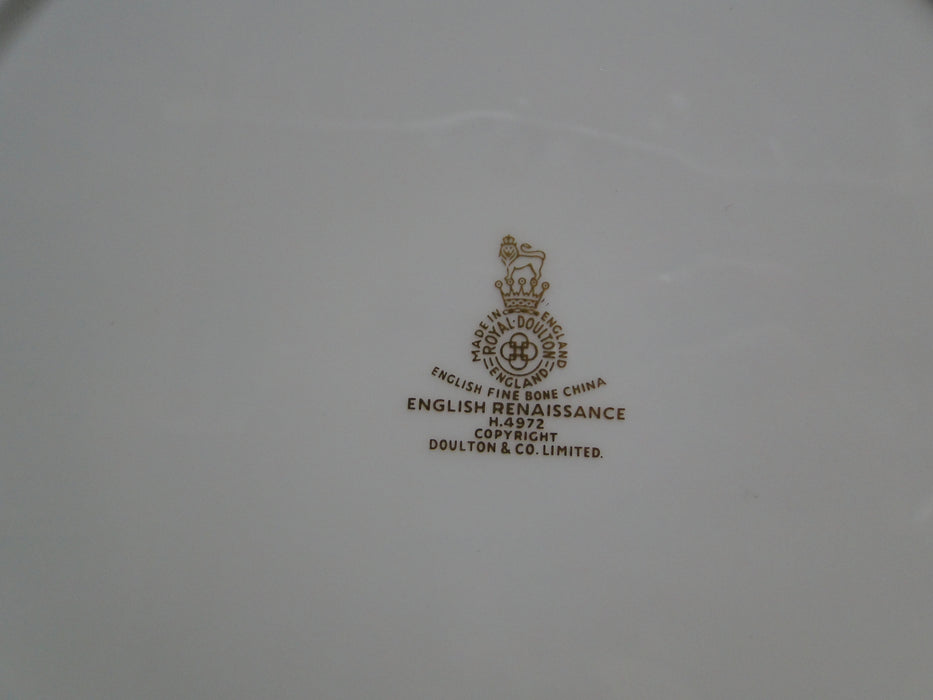 MADE IN ENGLAND
ROYAL·DOULTON
ENGLAND
ENGLISH FINE BONE CHINA
ENGLISH RENAISSANCE
H.4972
COPYRIGHT
DOULTON & CO. LIMITED.